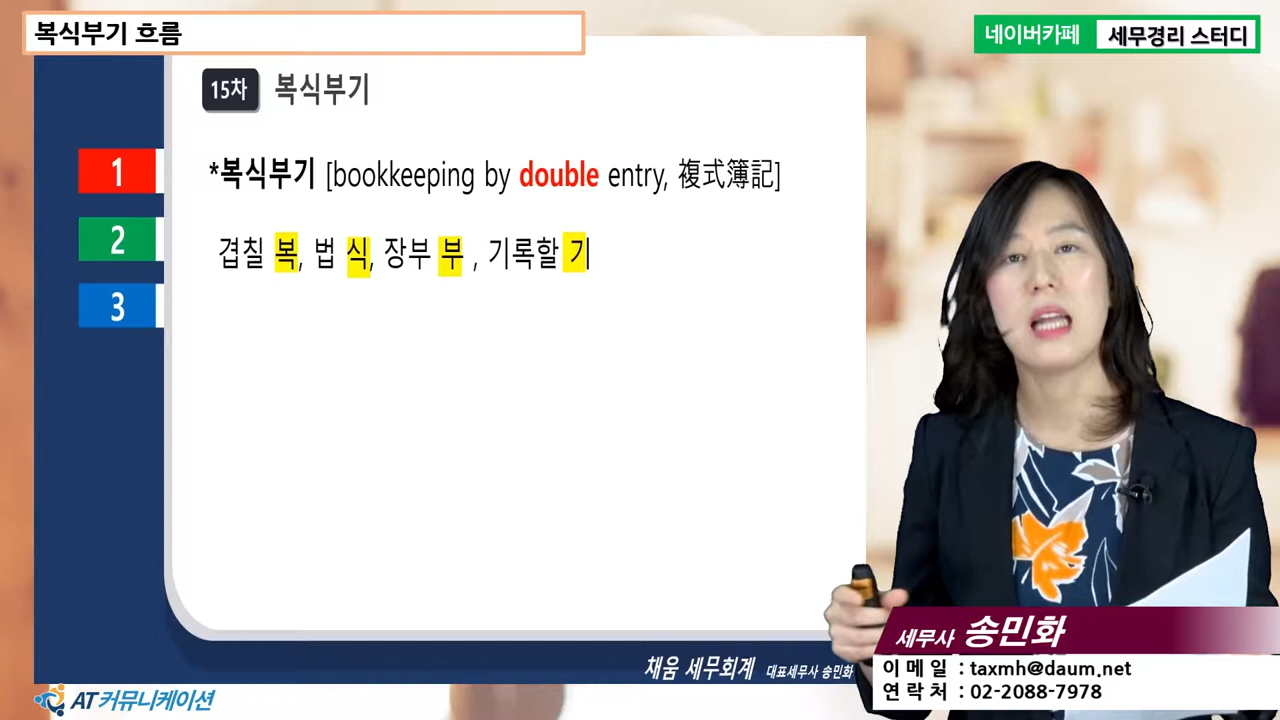 복식부기 흐름
네이버카페 세무경리 스터디
15차 복식부기
1
*복식부기 [bookkeeping by double entry, 複式簿記]
2
겹칠 복, 법 식, 장부 부 , 기록할 기
3
세무사 송민화
이 메 일 : taxmh@daum.net
연 락 처 : 02-2088-7978
채움 세무회계 대표세무사 송민화
AT커뮤니케이션